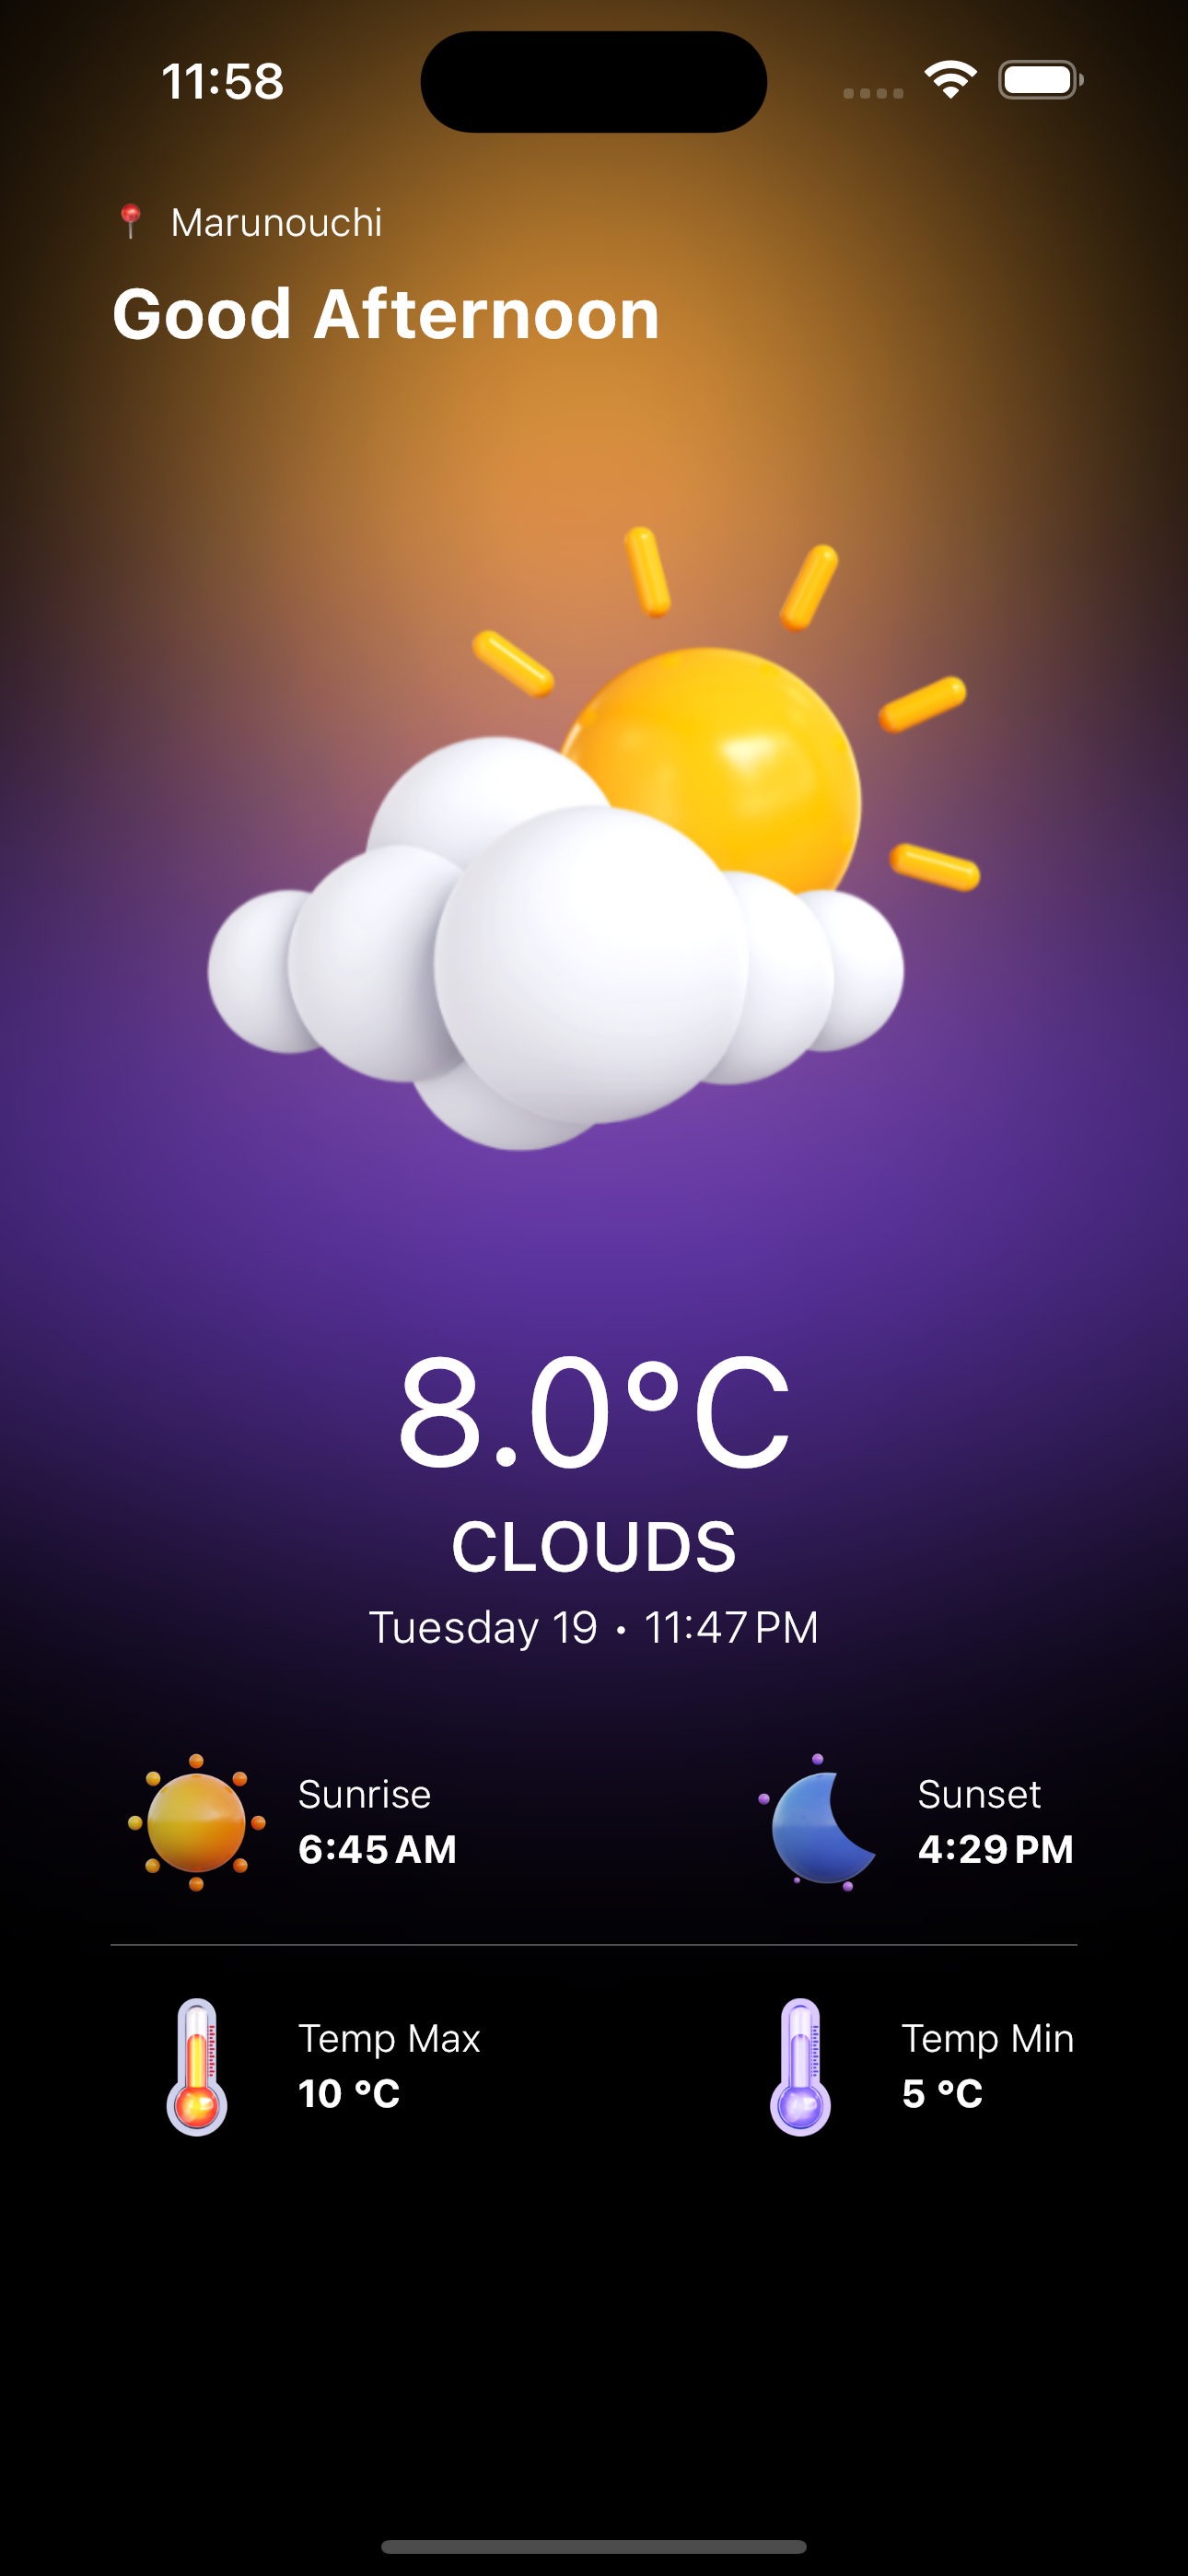 11:58
Marunouchi
Good Afternoon
8.0°C
CLOUDS
Tuesday 19 • 11:47 PM
Sunrise
6:45 AM
Sunset
4:29 PM
Temp Max
10 °C
Temp Min
5 °C